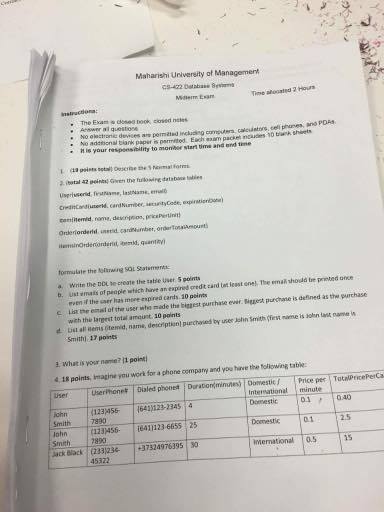 Maharishi University of Management
CS-422 Database Systems
Midterm Exam
Time allocated 2 Hours
Instructions:
• The Exam is closed book, closed notes
• Answer all questions
• No electronic devices are permitted including computers, calculators, cell phones, and PDAs.
• No additional blank paper is permitted. Each exam packet includes 10 blank sheets
• It is your responsibility to monitor start time and end time
1. (19 points total) Describe the 5 Normal Forms.
2. (total 42 points) Given the following database tables
User(userid, firstName, lastName, email)
CreditCard(userid, cardNumber, securityCode, expirationDate)
Item(itemid, name, description, pricePerUnit)
Order(orderid, userid, cardNumber, orderTotalAmount)
ItemsInOrder(orderid, itemid, quantity)
formulate the following SQL Statements:
a. Write the DDL to create the table User. 5 points
b. List emails of people which have an expired credit card (at least one). The email should be printed once
even if the user has more expired cards. 10 points
c. List the email of the user who made the biggest purchase ever. Biggest purchase is defined as the purchase
with the largest total amount. 10 points
d. List all items (itemid, name, description) purchased by user John Smith (first name is John last name is
Smith). 17 points
3. What is your name? (1 point)
4. 18 points. Imagine you work for a phone company and you have the following table:
User UserPhone# Dialed phone# Duration(minutes) Domestic / International Price per minute TotalPricePerCa
John Smith (123)456-7890 (641)123-2345 4 Domestic 0.1 0.40
John Smith (123)456-7890 (641)123-6655 25 Domestic 0.1 2.5
Jack Black (233)234-45322 +37324976395 30 International 0.5 15